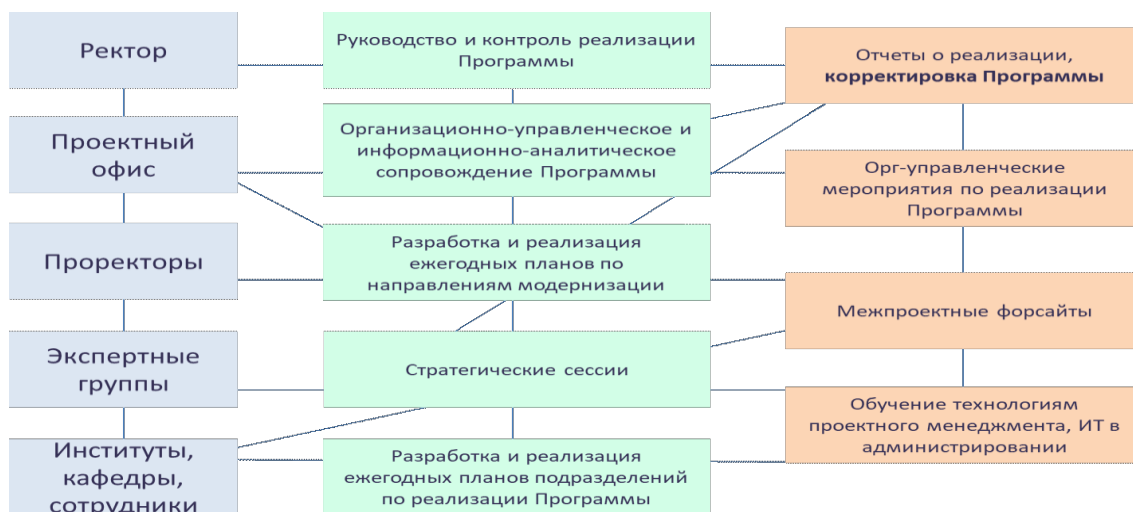 Ректор
Проектный
офис
Проректоры
Экспертные
группы
Институты,
кафедры,
сотрудники
Руководство и контроль реализации
Программы
Организационно-управленческое и
информационно-аналитическое
сопровождение Программы
Разработка и реализация
ежегодных планов по
направлениям модернизации
Стратегические сессии
Разработка и реализация
ежегодных планов подразделений
по реализации Программы
Отчеты о реализации,
корректировка Программы
Орг-управленческие
мероприятия по реализации
Программы
Межпроектные форсайты
Обучение технологиям
проектного менеджмента, ИТ в
администрировании